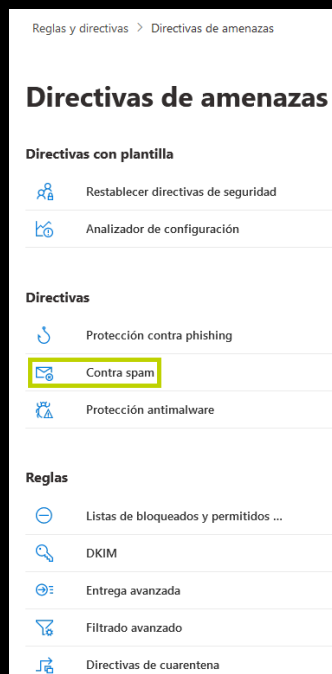 Reglas y directivas > Directivas de amenazas
Directivas de amenazas
Directivas con plantilla
Restablecer directivas de seguridad
Analizador de configuración
Directivas
Protección contra phishing
Contra spam
Protección antimalware
Reglas
Listas de bloqueados y permitidos ...
DKIM
Entrega avanzada
Filtrado avanzado
Directivas de cuarentena